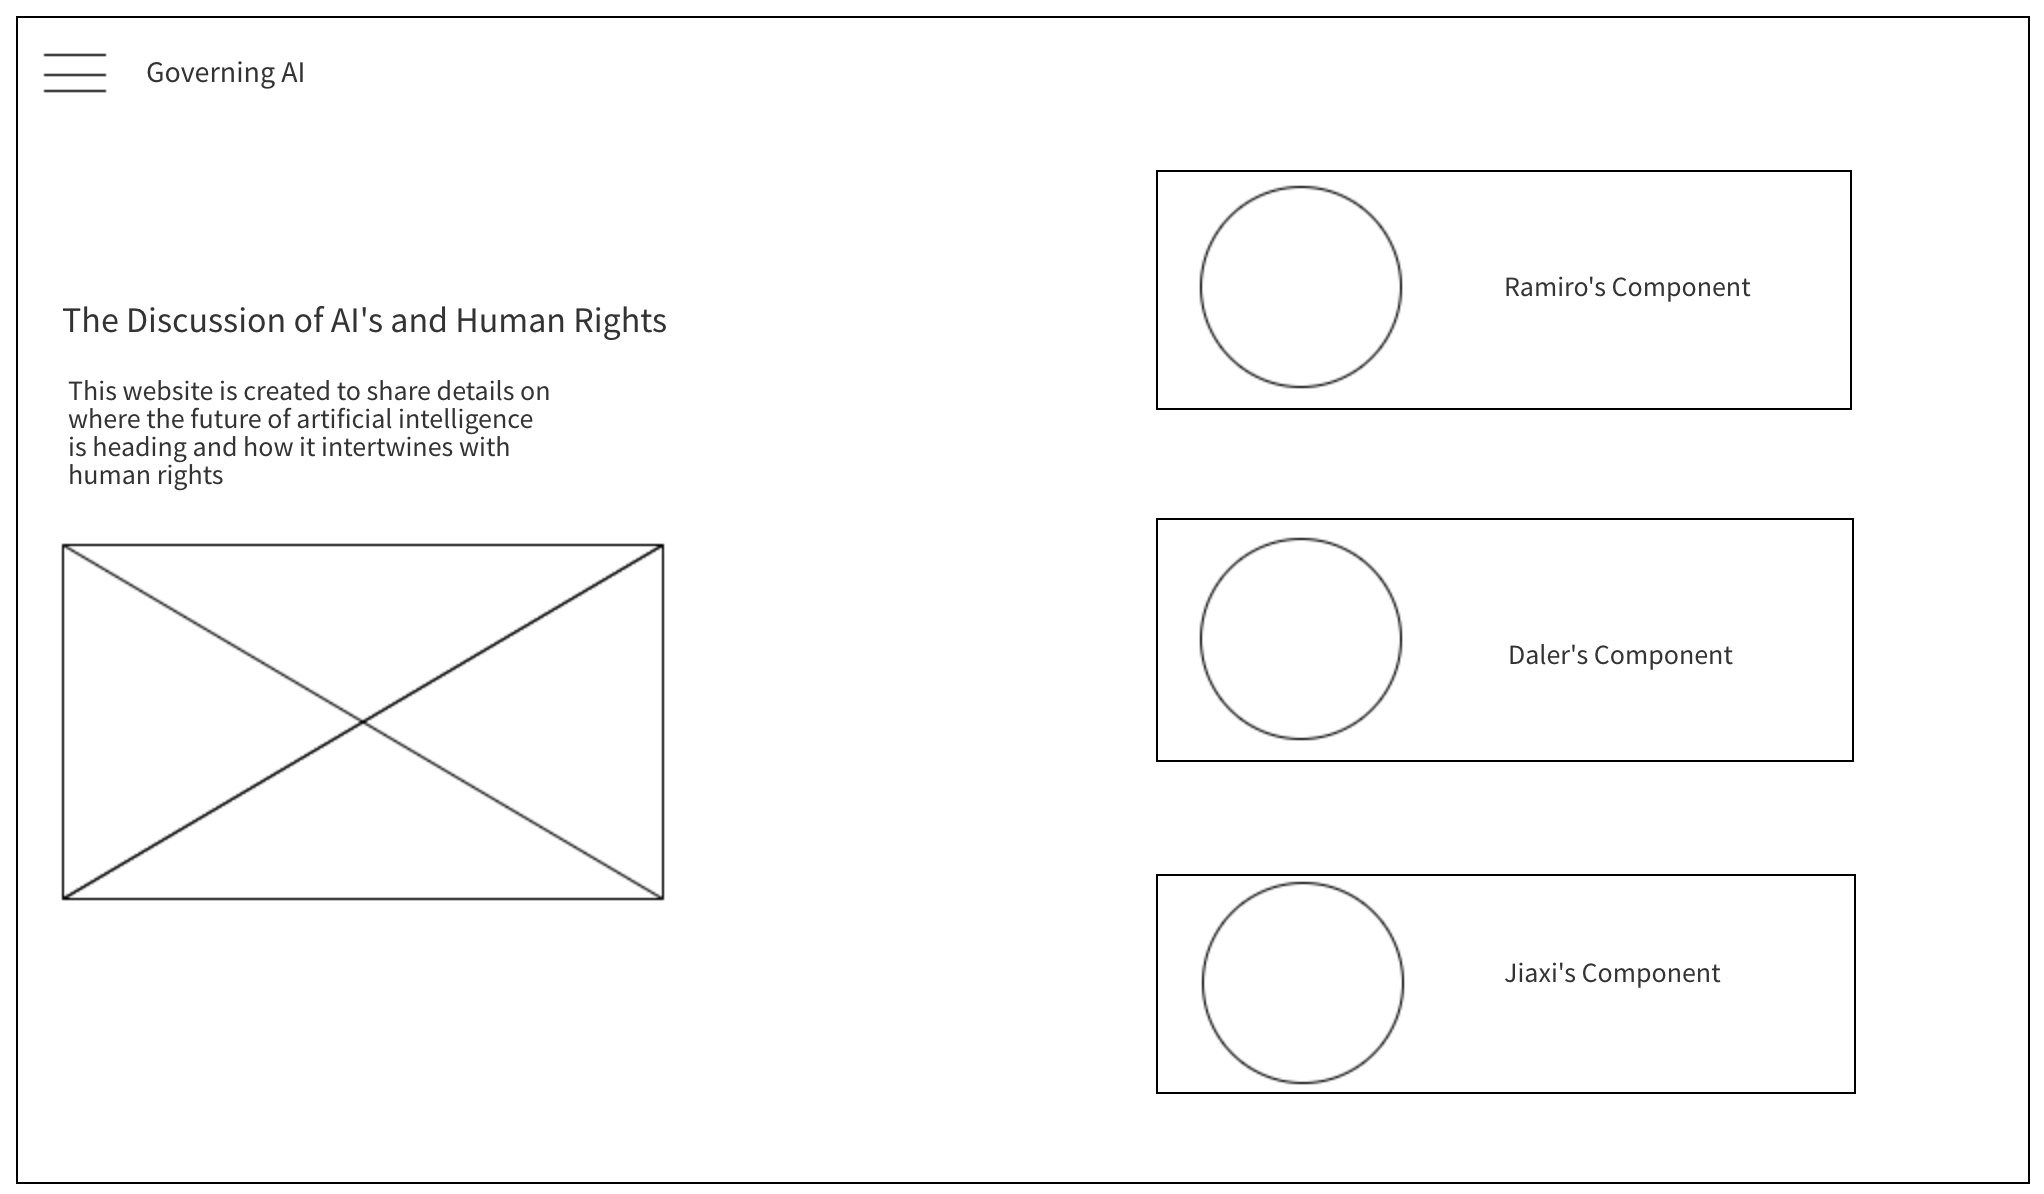 Governing AI
The Discussion of AI's and Human Rights
This website is created to share details on
where the future of artificial intelligence
is heading and how it intertwines with
human rights
Ramiro's Component
Daler's Component
Jiaxi's Component